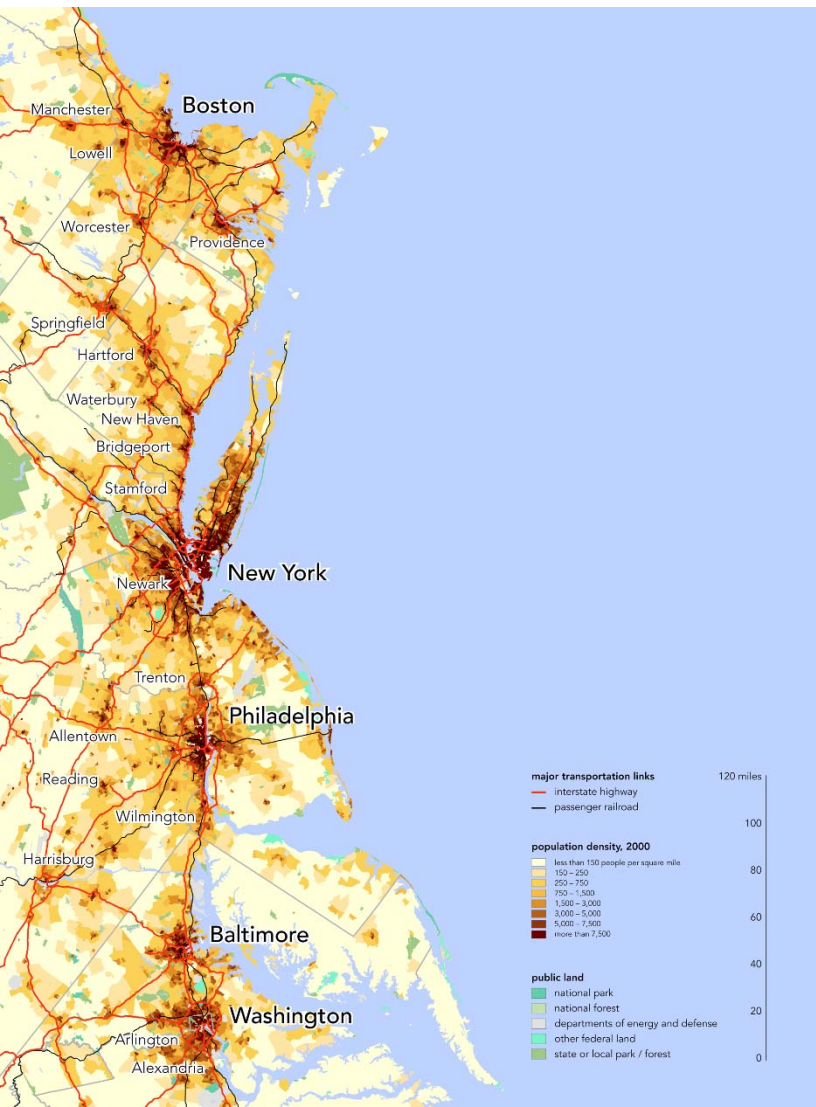 Boston
Manchester
Lowell
Worcester
Providence
Springfield
Hartford
Waterbury
New Haven
Bridgeport
Stamford
New York
Newark
Trenton
Philadelphia
Allentown
Reading
Wilmington
Harrisburg
Baltimore
Washington
Arlington
Alexandria
major transportation links
interstate highway
passenger railroad
population density, 2000
less than 150 people per square mile
150 – 250
250 – 750
750 – 1,500
1,500 – 3,000
3,000 – 5,000
5,000 – 7,500
more than 7,500
public land
national park
national forest
departments of energy and defense
other federal land
state or local park / forest
120 miles
100
80
60
40
20
0